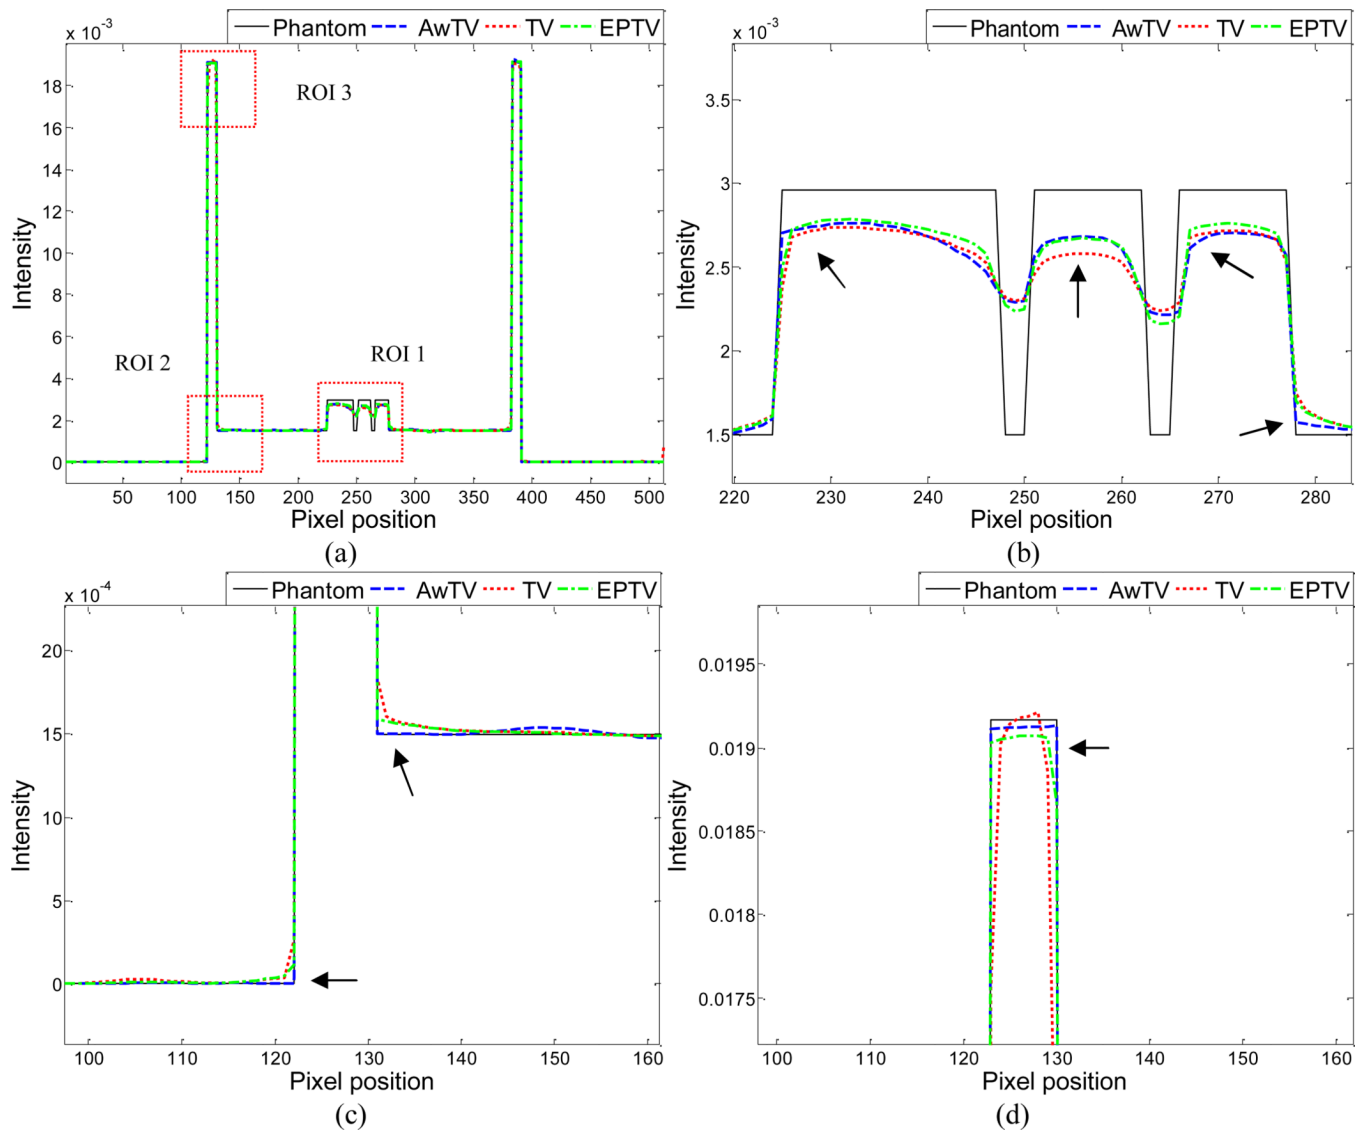 Phantom AwTV TV EPTV
x 10⁻³
18
16
14
12
10
8
6
4
2
0
Intensity
ROI 3
ROI 2
ROI 1
50 100 150 200 250 300 350 400 450 500
Pixel position
(a)
Phantom AwTV TV EPTV
x 10⁻³
3.5
3
2.5
2
1.5
Intensity
220 230 240 250 260 270 280
Pixel position
(b)
Phantom AwTV TV EPTV
x 10⁻⁴
20
15
10
5
0
Intensity
100 110 120 130 140 150 160
Pixel position
(c)
Phantom AwTV TV EPTV
0.0195
0.019
0.0185
0.018
0.0175
Intensity
100 110 120 130 140 150 160
Pixel position
(d)